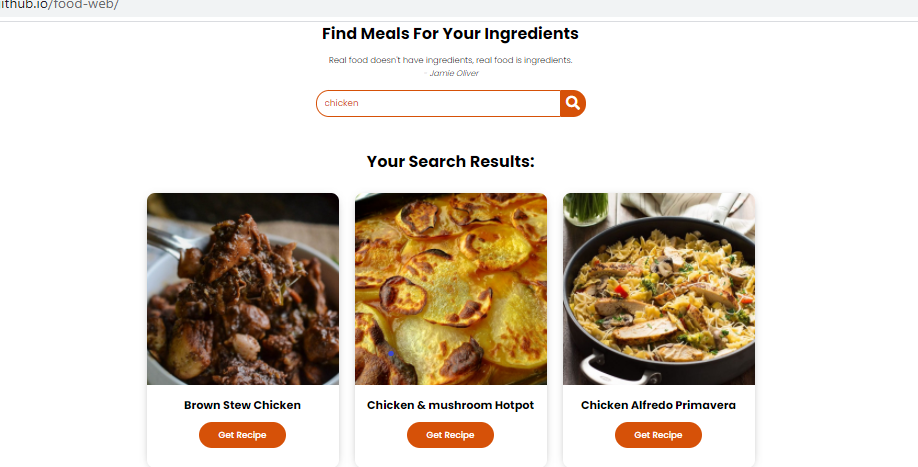 ithub.io/food-web/
Find Meals For Your Ingredients
Real food doesn't have ingredients, real food is ingredients.
- Jamie Oliver
chicken
Your Search Results:
Brown Stew Chicken
Chicken & mushroom Hotpot
Chicken Alfredo Primavera
Get Recipe
Get Recipe
Get Recipe